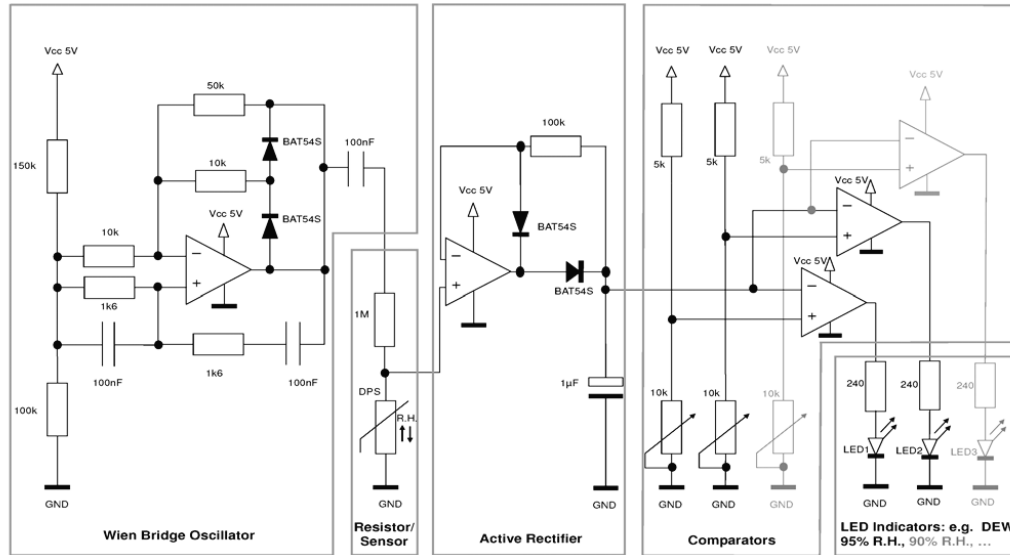 Vcc 5V
150k
100k
GND
50k
BAT54S
10k
BAT54S
Vcc 5V
10k
1k6
100nF
1k6
100nF
100nF
Wien Bridge Oscillator
1M
DPS
R.H.
GND
Resistor/
Sensor
100k
Vcc 5V
BAT54S
BAT54S
1µF
GND
Active Rectifier
Vcc 5V
Vcc 5V
Vcc 5V
5k
5k
5k
Vcc 5V
Vcc 5V
Vcc 5V
10k
10k
10k
GND
GND
GND
Comparators
240
240
240
LED1
LED2
LED3
GND
GND
GND
LED Indicators: e.g. DEW
95% R.H., 90% R.H., ...